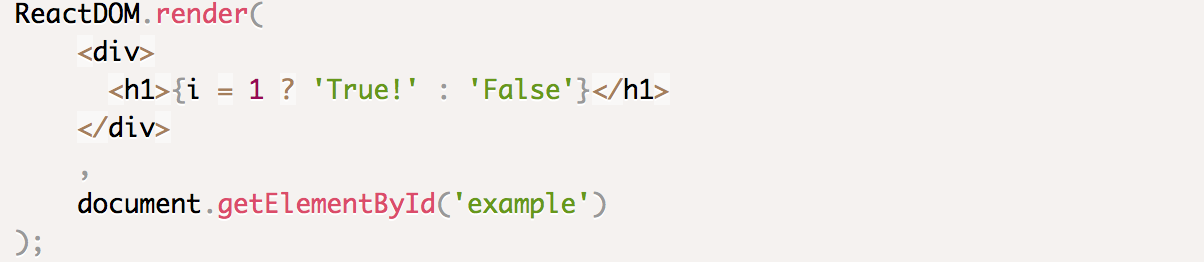 ReactDOM.render(
    <div>
      <h1>{i = 1 ? 'True!' : 'False'}</h1>
    </div>
    ,
    document.getElementById('example')
);